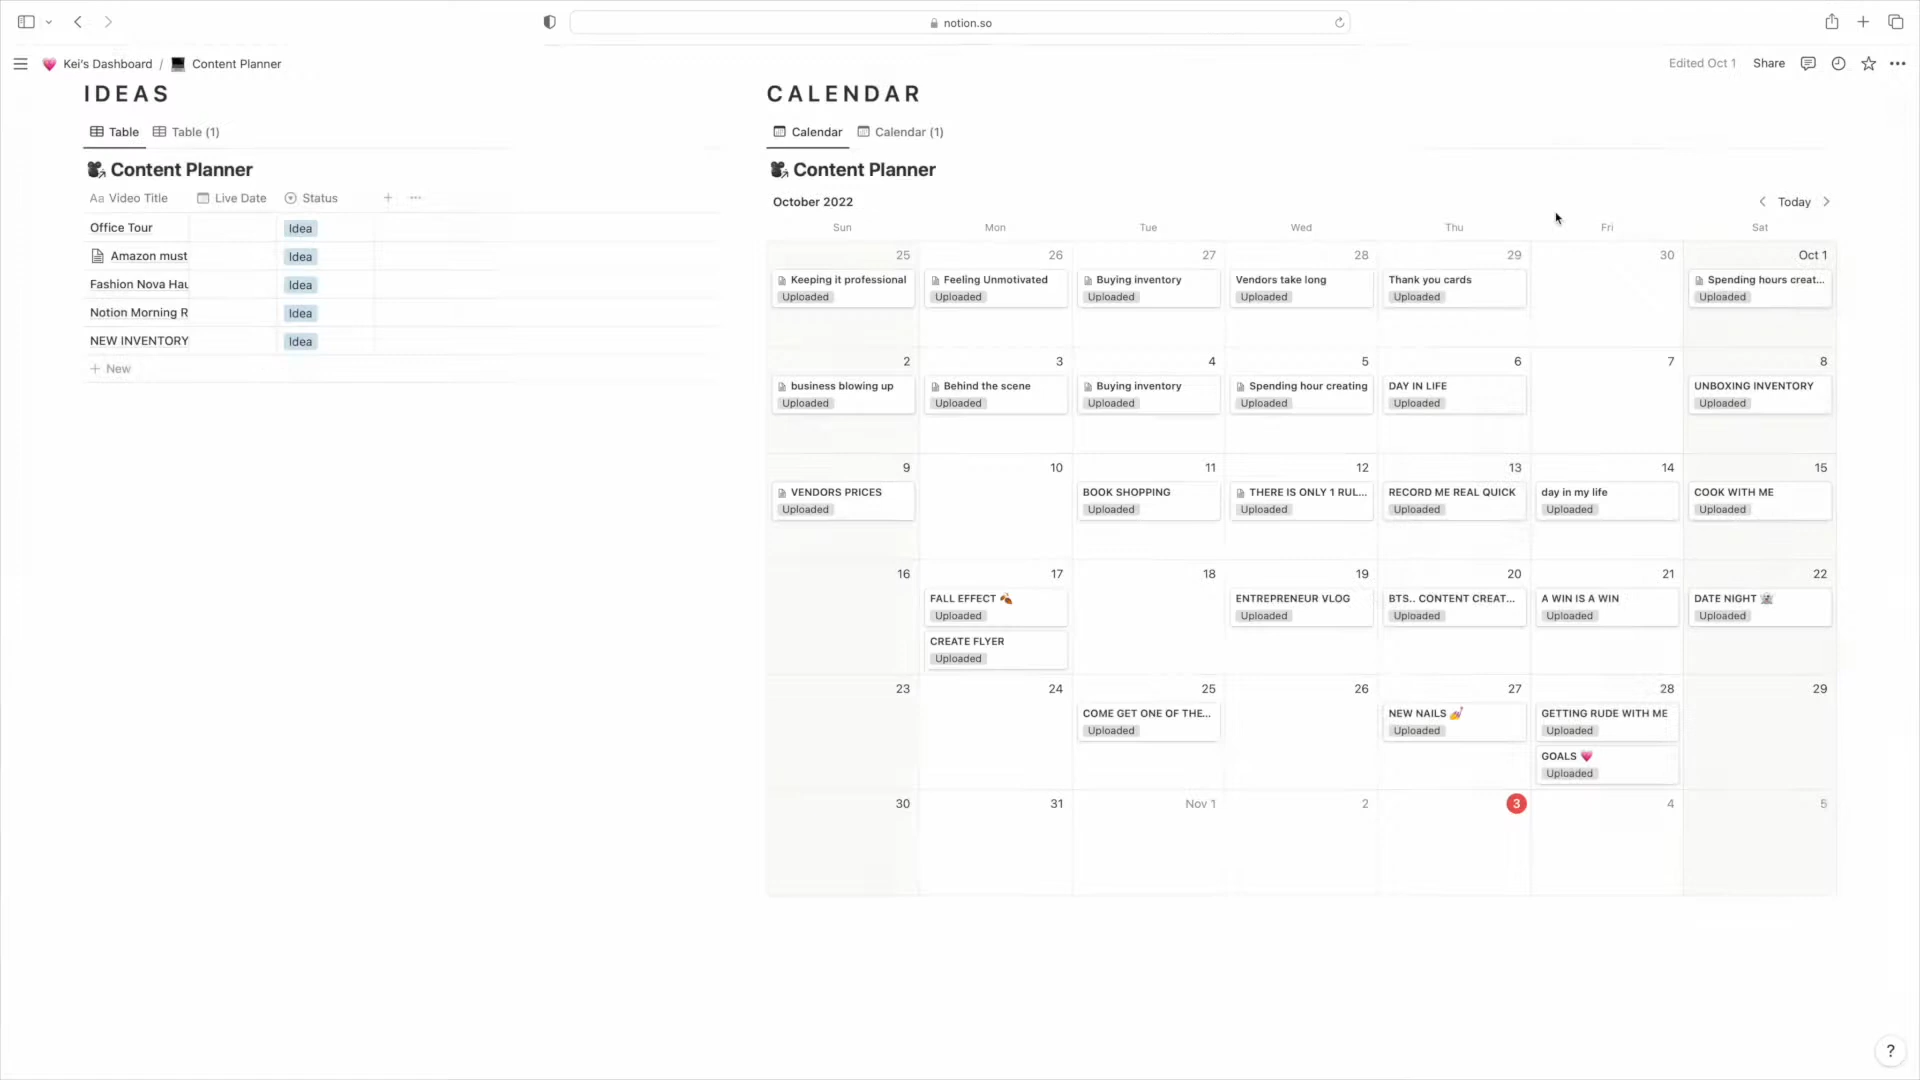 notion.so
Kei's Dashboard / Content Planner
Edited Oct 1 Share
IDEAS
Table Table (1)
Content Planner
Aa Video Title Live Date Status
Office Tour Idea
Amazon must Idea
Fashion Nova Hau Idea
Notion Morning R Idea
NEW INVENTORY Idea
+ New
CALENDAR
Calendar Calendar (1)
Content Planner
October 2022 Today
Sun Mon Tue Wed Thu Fri Sat
25 26 27 28 29 30 Oct 1
Keeping it professional Feeling Unmotivated Buying inventory Vendors take long Thank you cards Spending hours creat...
Uploaded Uploaded Uploaded Uploaded Uploaded Uploaded
2 3 4 5 6 7 8
business blowing up Behind the scene Buying inventory Spending hour creating DAY IN LIFE UNBOXING INVENTORY
Uploaded Uploaded Uploaded Uploaded Uploaded Uploaded
9 10 11 12 13 14 15
VENDORS PRICES BOOK SHOPPING THERE IS ONLY 1 RUL... RECORD ME REAL QUICK day in my life COOK WITH ME
Uploaded Uploaded Uploaded Uploaded Uploaded Uploaded
16 17 18 19 20 21 22
FALL EFFECT 🍂 ENTREPRENEUR VLOG BTS.. CONTENT CREAT... A WIN IS A WIN DATE NIGHT
Uploaded Uploaded Uploaded Uploaded Uploaded
CREATE FLYER
Uploaded
23 24 25 26 27 28 29
COME GET ONE OF THE... NEW NAILS 💅 GETTING RUDE WITH ME
Uploaded Uploaded Uploaded
GOALS 💗
Uploaded
30 31 Nov 1 2 3 4 5
?